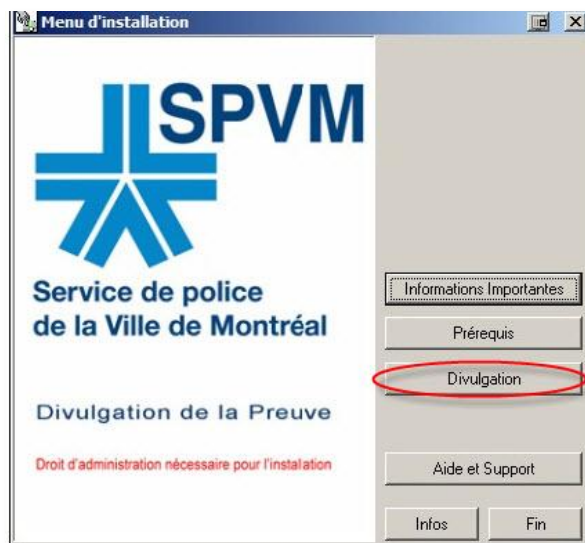 Menu d'installation
SPVM
Service de police
de la Ville de Montréal
Divulgation de la Preuve
Droit d'administration nécessaire pour l'instalation
Informations Importantes
Prérequis
Divulgation
Aide et Support
Infos
Fin